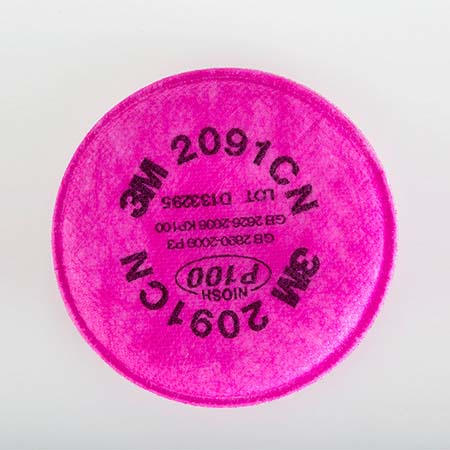 3M 2091CN
NIOSH
P100
GB 2890-2009 P3
GB 2626-2006 KP100
LOT D133295
3M 2091CN